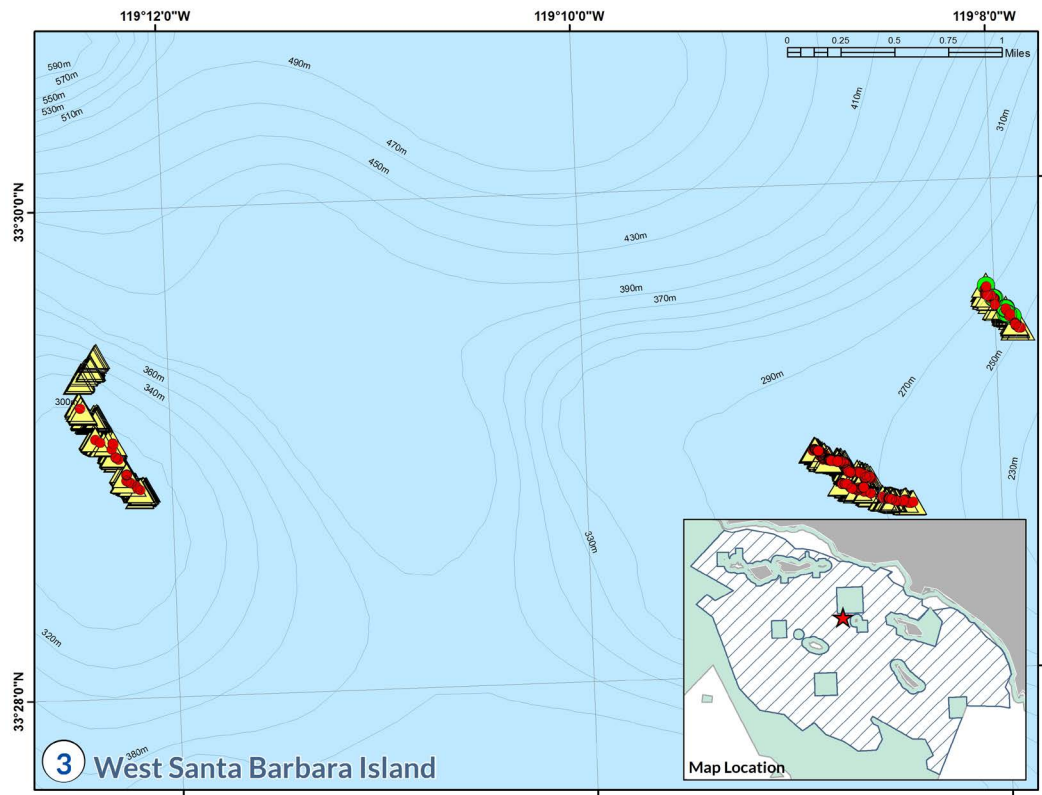 119°12'0"W
119°10'0"W
119°8'0"W
0
0.25
0.5
0.75
1
Miles
590m
570m
550m
530m
510m
490m
470m
450m
410m
310m
33°30'0"N
430m
390m
370m
250m
360m
340m
300m
290m
270m
230m
330m
320m
33°28'0"N
380m
3 West Santa Barbara Island
Map Location